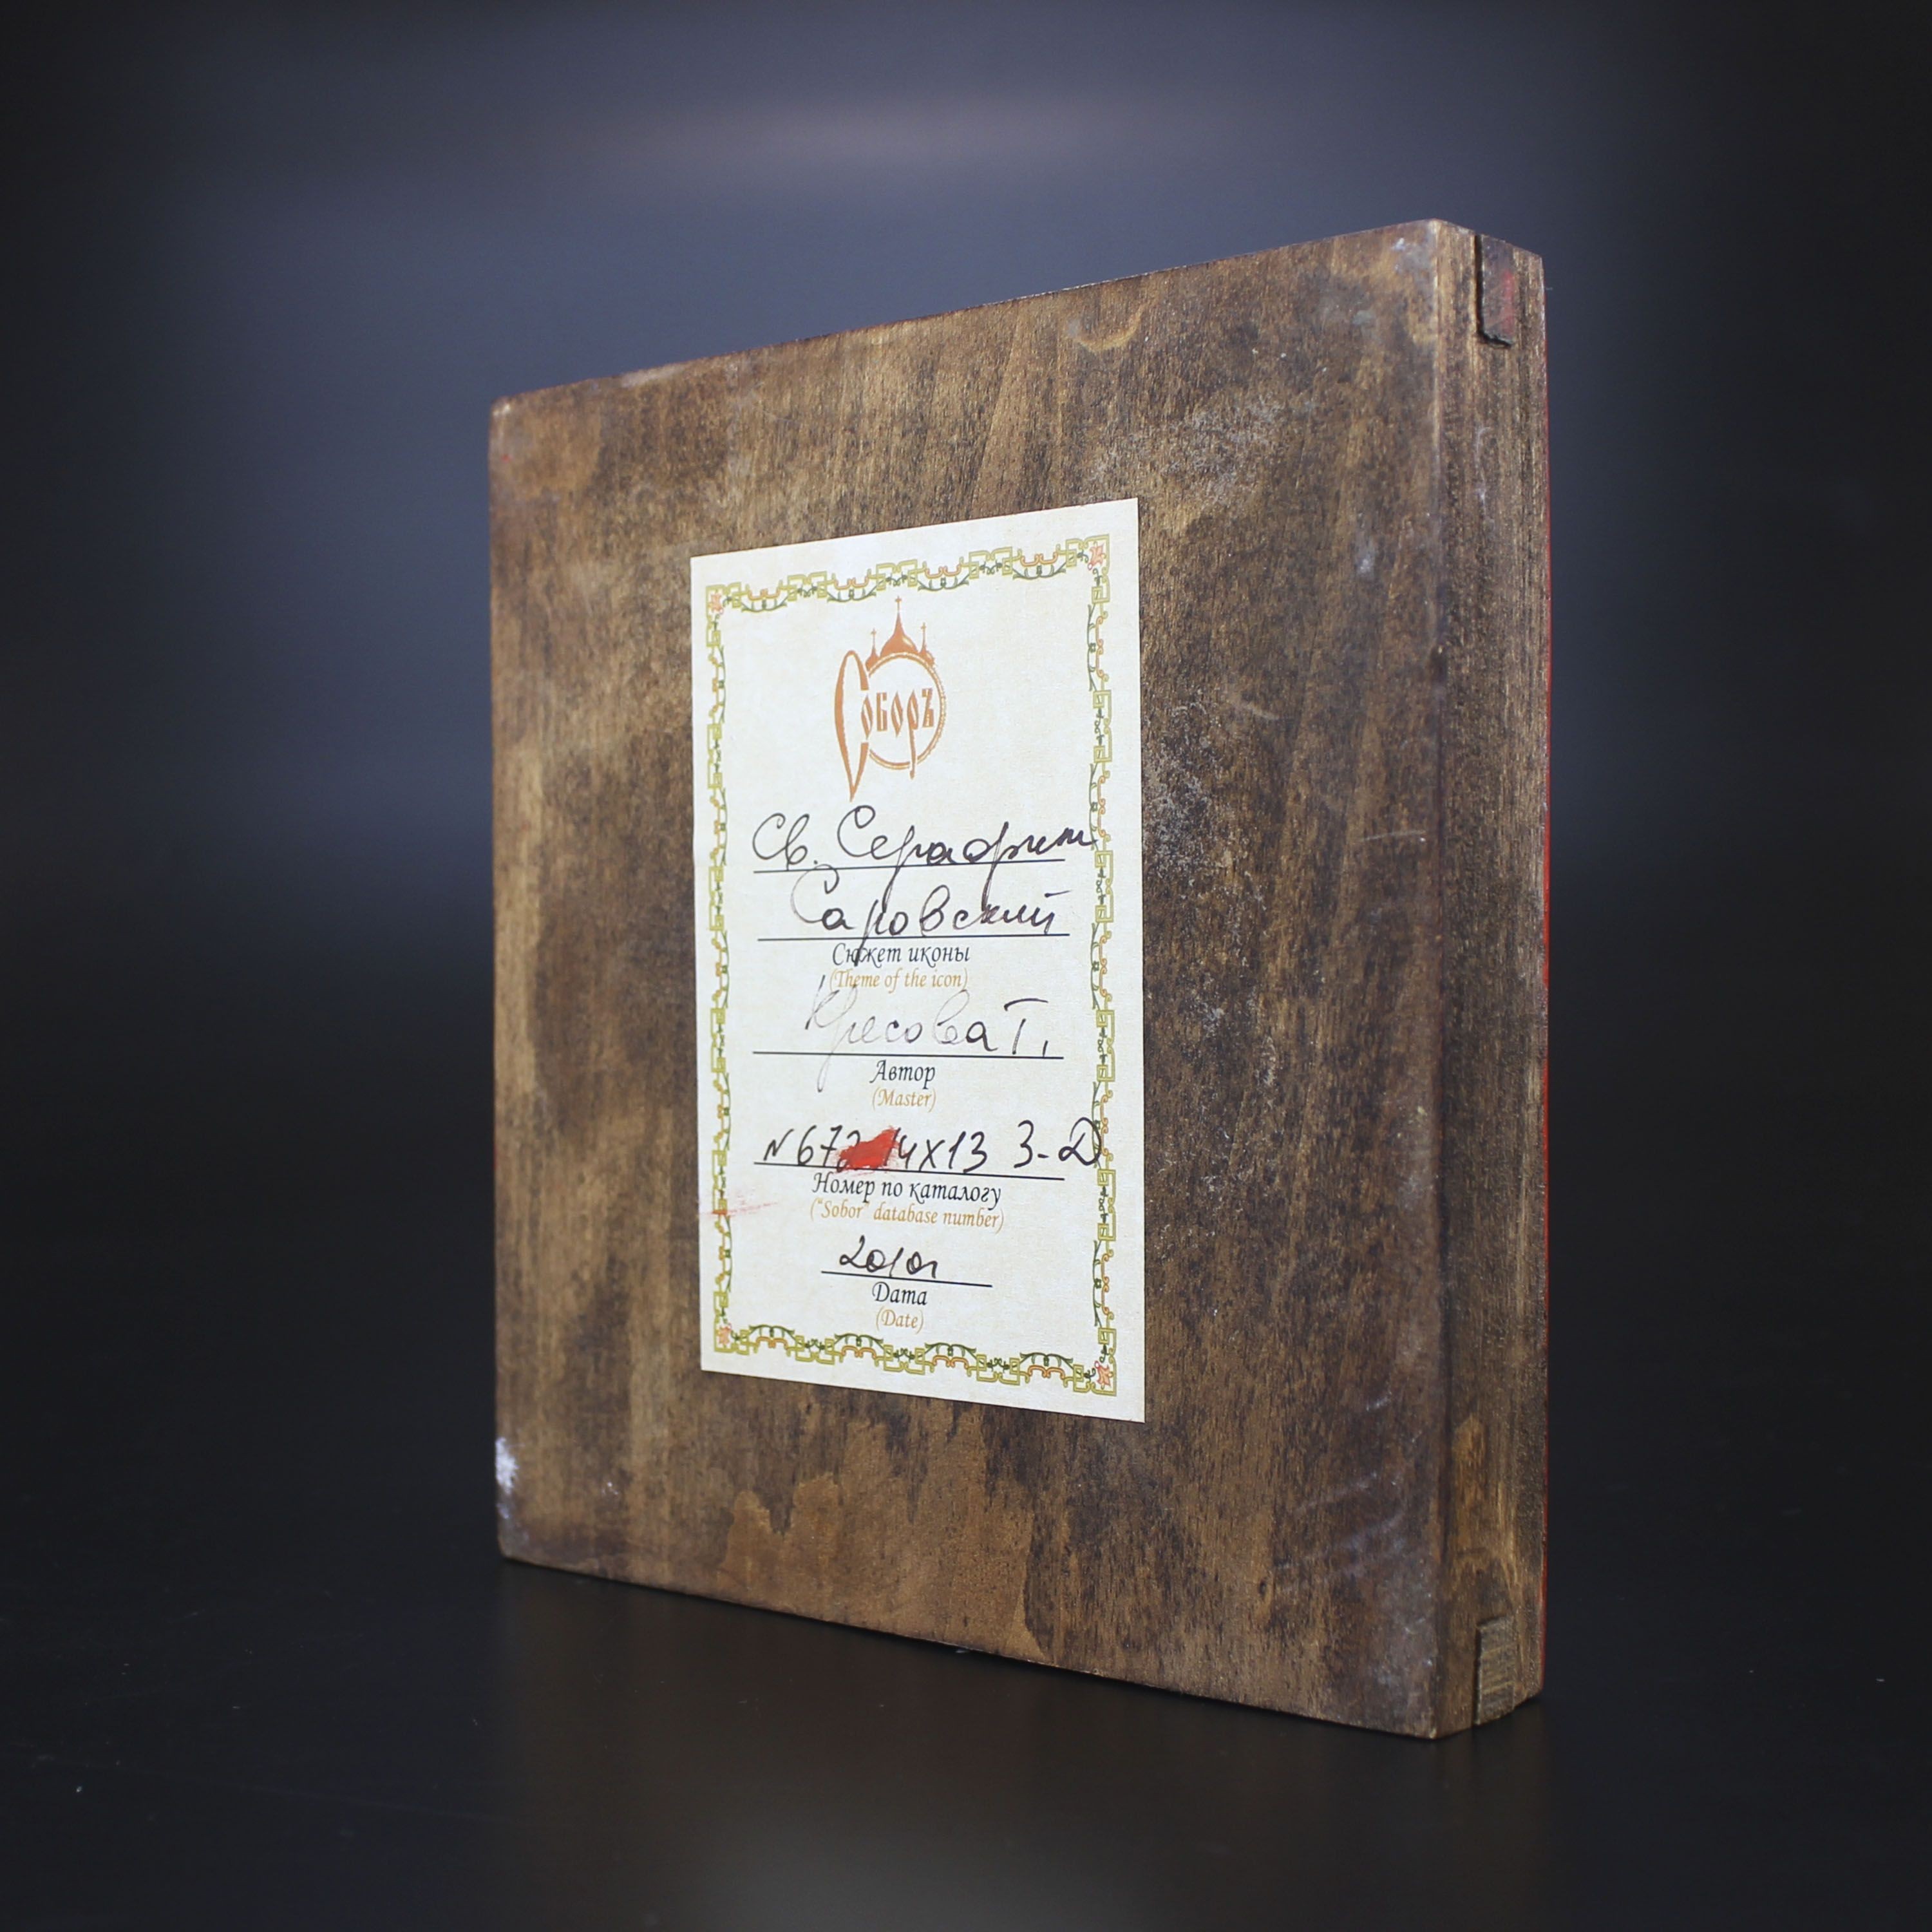 Соборъ
Св. Серафим
Саровский
Сюжет иконы
(Theme of the icon)
Т.
Автор
(Master)
14х13 3-D
Номер по каталогу
("Sobor" database number)
Дата
(Date)